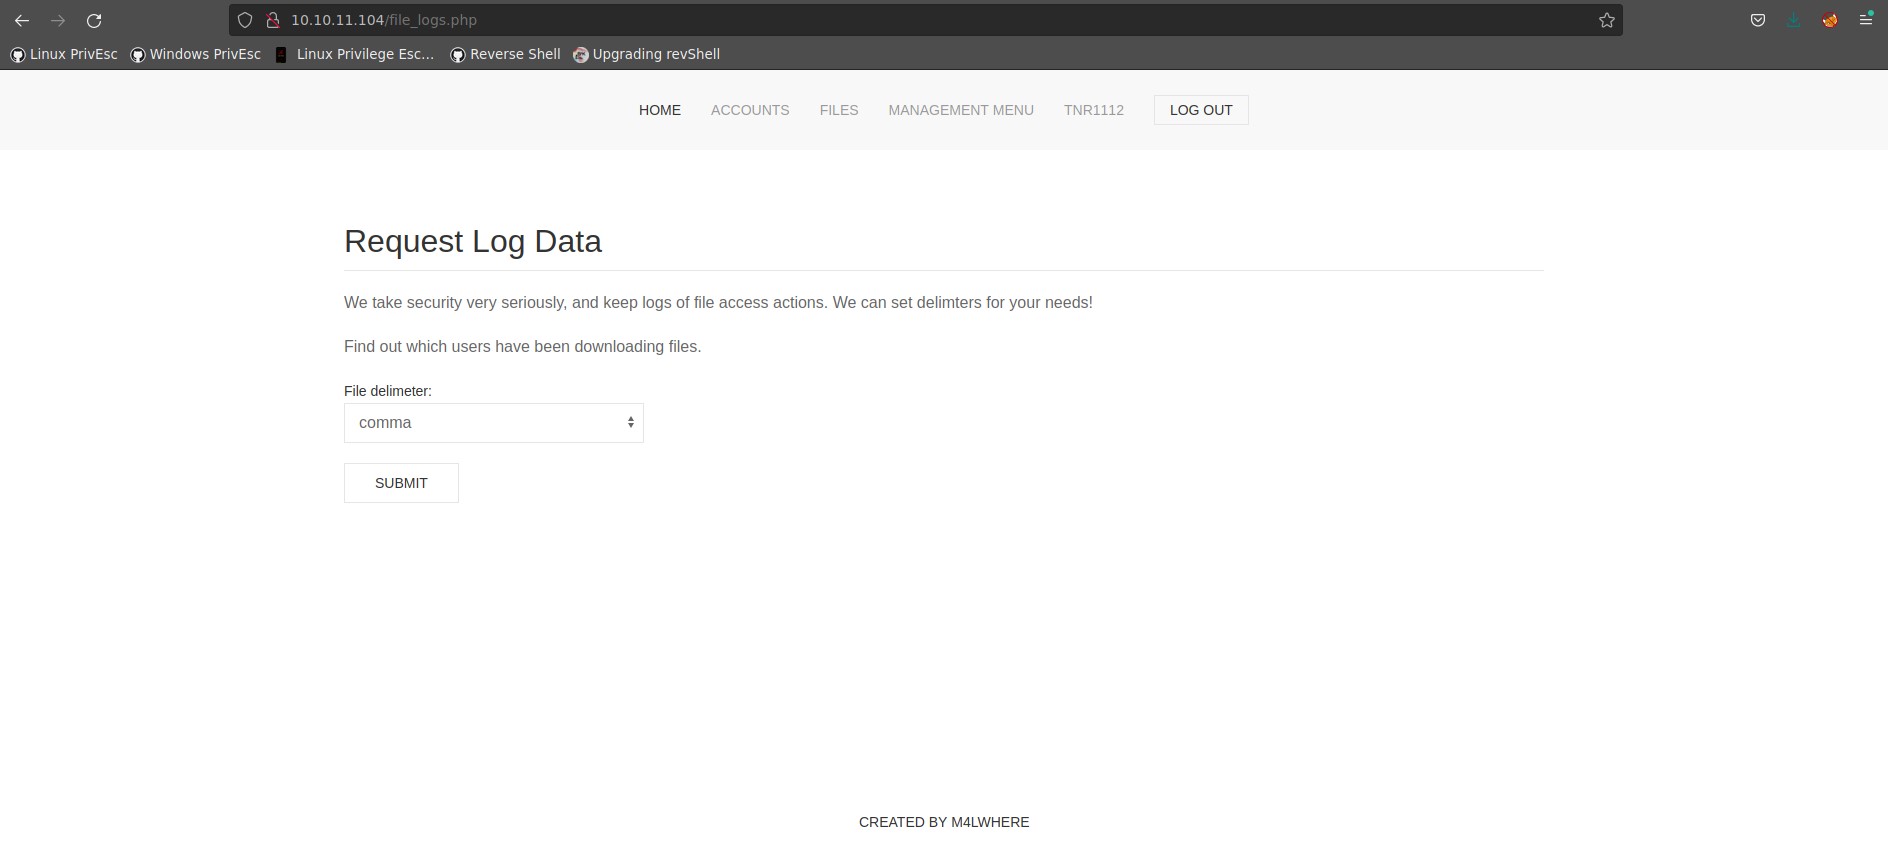 10.10.11.104/file_logs.php
Linux PrivEsc Windows PrivEsc Linux Privilege Esc... Reverse Shell Upgrading revShell
HOME ACCOUNTS FILES MANAGEMENT MENU TNR1112 LOG OUT
Request Log Data
We take security very seriously, and keep logs of file access actions. We can set delimters for your needs!
Find out which users have been downloading files.
File delimeter:
comma
SUBMIT
CREATED BY M4LWHERE